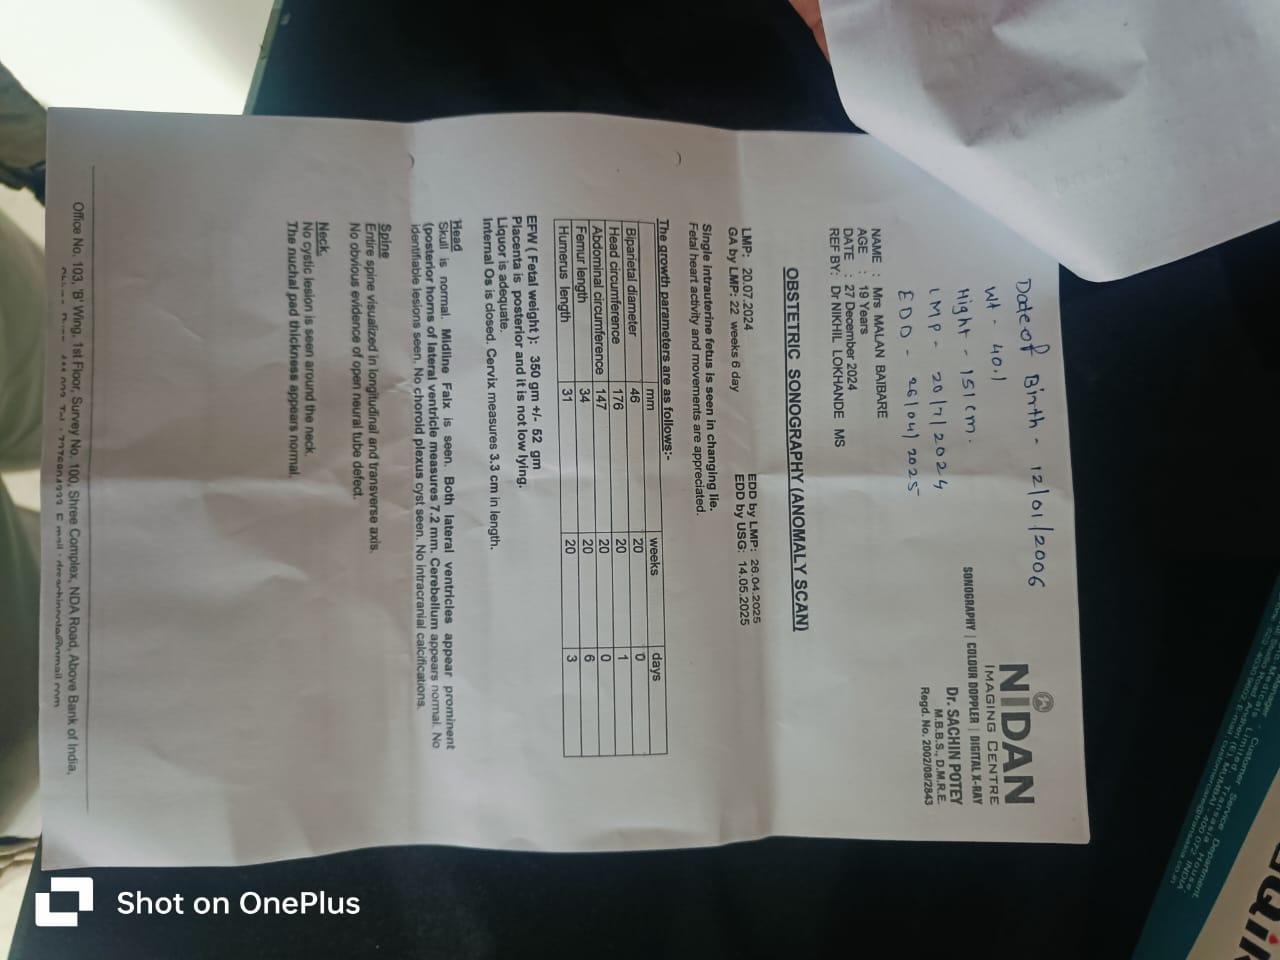 Date of Birth - 12/01/2006
Wt - 40.1
Hight - 151cm.
LMP - 20/7/2024
EDD - 26/04/2025
NIDAN
IMAGING CENTRE
SONOGRAPHY | COLOUR DOPPLER | DIGITAL X-RAY
Dr. SACHIN POTEY
M.B.B.S., D.M.R.E.
Regd. No. 2002/08/2843
NAME : Mrs MALAN BAIBARE
AGE : 19 Years
DATE : 27 December 2024
REF BY: Dr NIKHIL LOKHANDE MS
OBSTETRIC SONOGRAPHY (ANOMALY SCAN)
LMP: 20.07.2024 EDD by LMP: 26.04.2025
GA by LMP: 22 weeks 6 day EDD by USG: 14.05.2025
Single intrauterine fetus is seen in changing lie.
Fetal heart activity and movements are appreciated.
The growth parameters are as follows:-
mm weeks days
Biparietal diameter 46 20 0
Head circumference 176 20 1
Abdominal circumference 147 20 0
Femur length 34 20 6
Humerus length 31 20 3
EFW ( Fetal weight ): 350 gm +/- 52 gm
Placenta is posterior and it is not low lying.
Liquor is adequate.
Internal Os is closed. Cervix measures 3.3 cm in length.
Head
Skull is normal. Midline Falx is seen. Both lateral ventricles appear prominent
(posterior horns of lateral ventricle measures 7.2 mm. Cerebellum appears normal. No
identifiable lesions seen. No choroid plexus cyst seen. No intracranial calcifications.
Spine
Entire spine visualized in longitudinal and transverse axis.
No obvious evidence of open neural tube defect.
Neck.
No cystic lesion is seen around the neck.
The nuchal pad thickness appears normal.
Office No. 103, 'B' Wing, 1st Floor, Survey No. 100, Shree Complex, NDA Road, Above Bank of India,
Shot on OnePlus